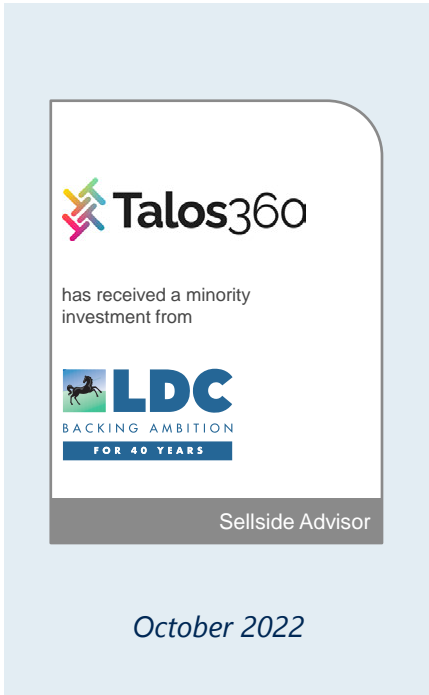 Talos360
has received a minority
investment from
LDC
BACKING AMBITION
FOR 40 YEARS
Sellside Advisor
October 2022